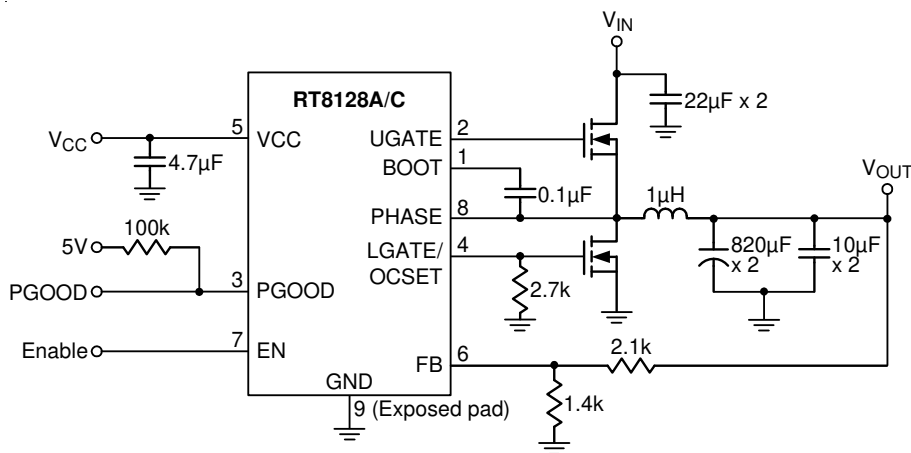 V_IN
RT8128A/C
22µF x 2
V_CC
5
VCC
UGATE
2
4.7µF
BOOT
1
0.1µF
V_OUT
1µH
PHASE
8
5V
100k
LGATE/
OCSET
4
820µF
x 2
10µF
x 2
2.7k
PGOOD
3
PGOOD
Enable
7
EN
FB
6
2.1k
1.4k
GND
9 (Exposed pad)